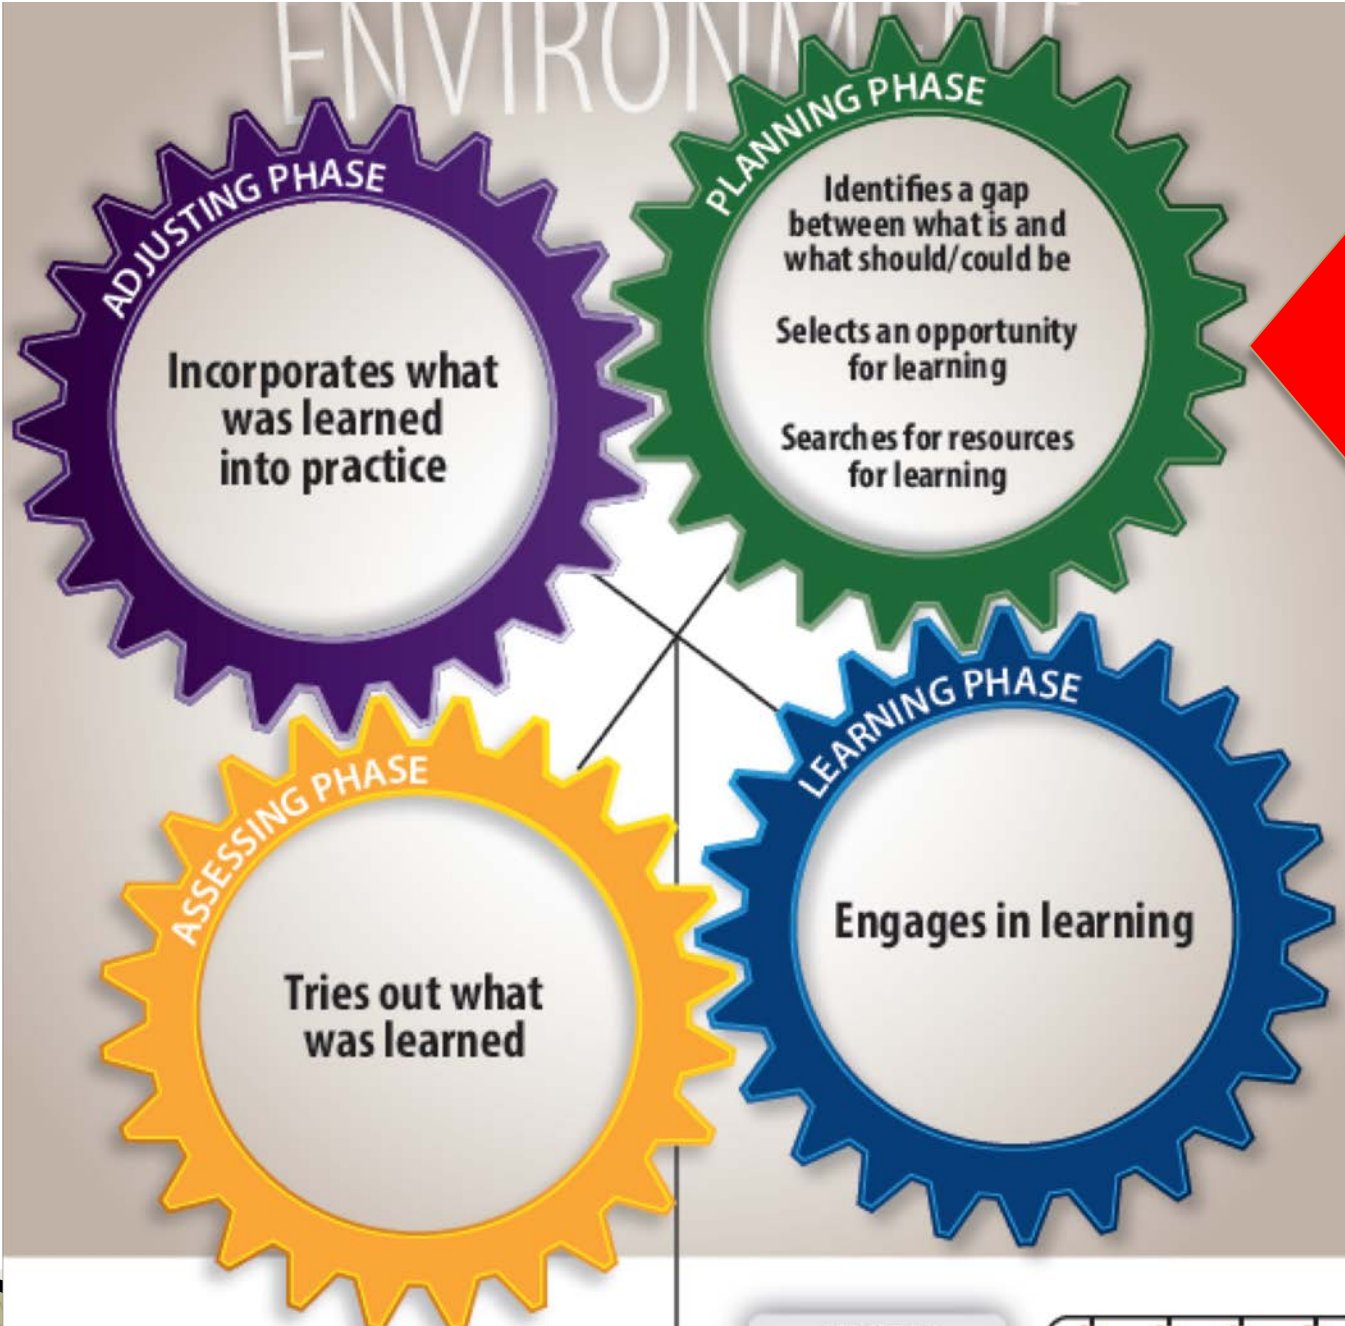 ENVIRONMENT
ADJUSTING PHASE
Incorporates what
was learned
into practice
PLANNING PHASE
Identifies a gap
between what is and
what should/could be
Selects an opportunity
for learning
Searches for resources
for learning
ASSESSING PHASE
Tries out what
was learned
LEARNING PHASE
Engages in learning